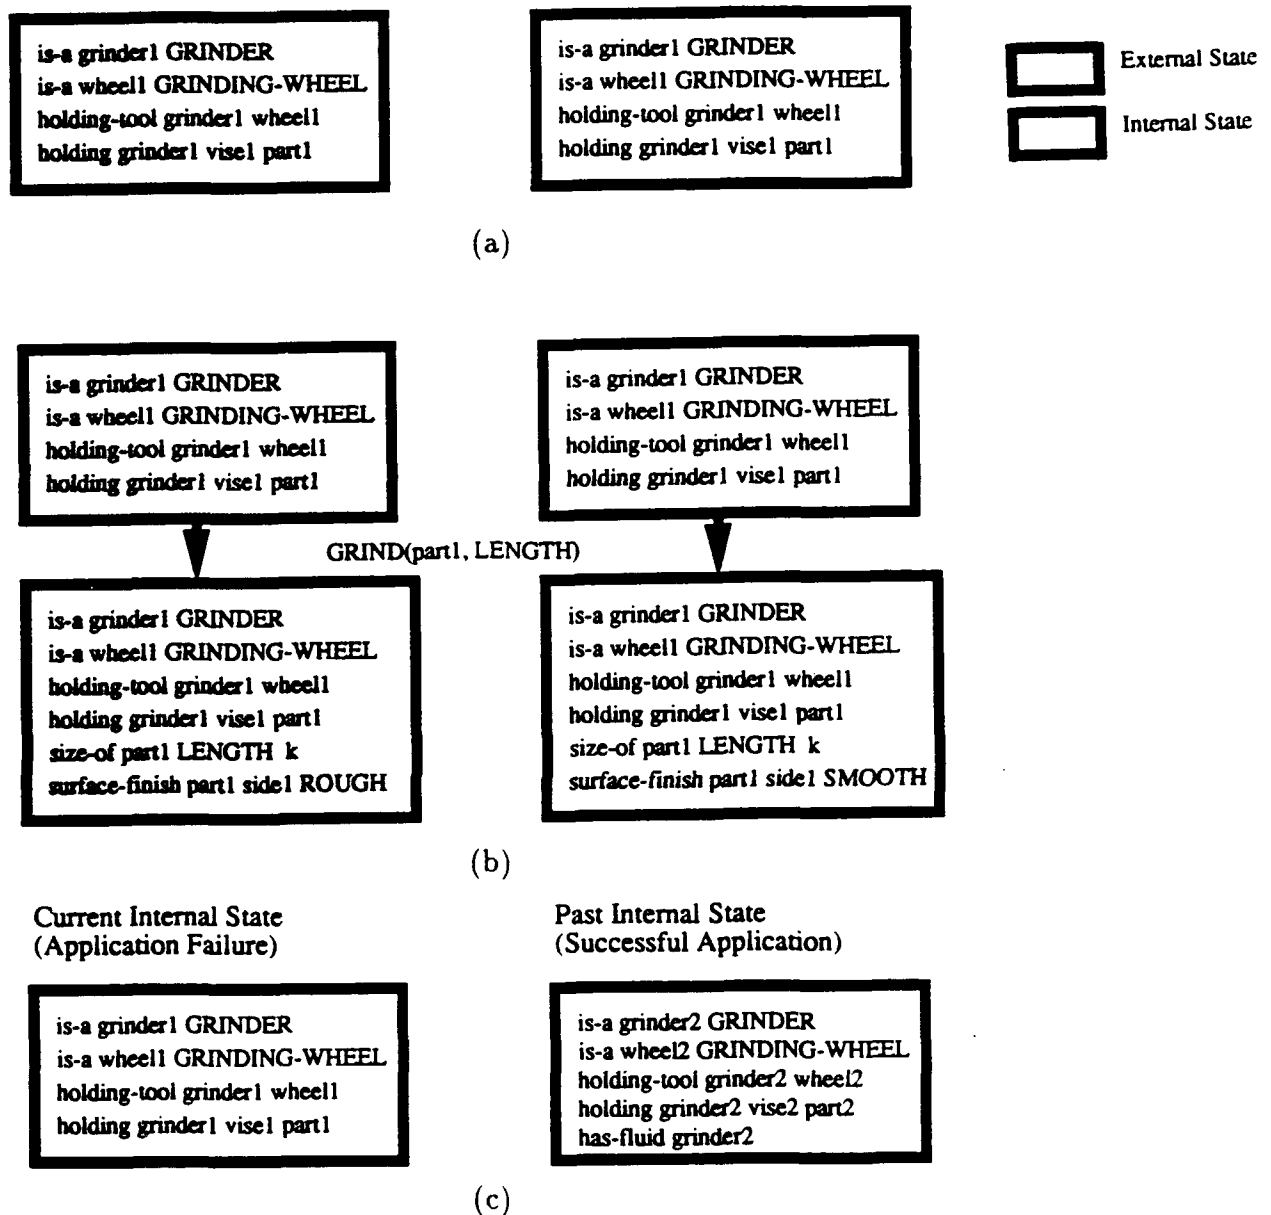 is-a grinder1 GRINDER
is-a wheel1 GRINDING-WHEEL
holding-tool grinder1 wheel1
holding grinder1 vise1 part1
is-a grinder1 GRINDER
is-a wheel1 GRINDING-WHEEL
holding-tool grinder1 wheel1
holding grinder1 vise1 part1
External State
Internal State
(a)
is-a grinder1 GRINDER
is-a wheel1 GRINDING-WHEEL
holding-tool grinder1 wheel1
holding grinder1 vise1 part1
is-a grinder1 GRINDER
is-a wheel1 GRINDING-WHEEL
holding-tool grinder1 wheel1
holding grinder1 vise1 part1
GRIND(part1, LENGTH)
is-a grinder1 GRINDER
is-a wheel1 GRINDING-WHEEL
holding-tool grinder1 wheel1
holding grinder1 vise1 part1
size-of part1 LENGTH k
surface-finish part1 side1 ROUGH
is-a grinder1 GRINDER
is-a wheel1 GRINDING-WHEEL
holding-tool grinder1 wheel1
holding grinder1 vise1 part1
size-of part1 LENGTH k
surface-finish part1 side1 SMOOTH
(b)
Current Internal State
(Application Failure)
Past Internal State
(Successful Application)
is-a grinder1 GRINDER
is-a wheel1 GRINDING-WHEEL
holding-tool grinder1 wheel1
holding grinder1 vise1 part1
is-a grinder2 GRINDER
is-a wheel2 GRINDING-WHEEL
holding-tool grinder2 wheel2
holding grinder2 vise2 part2
has-fluid grinder2
(c)